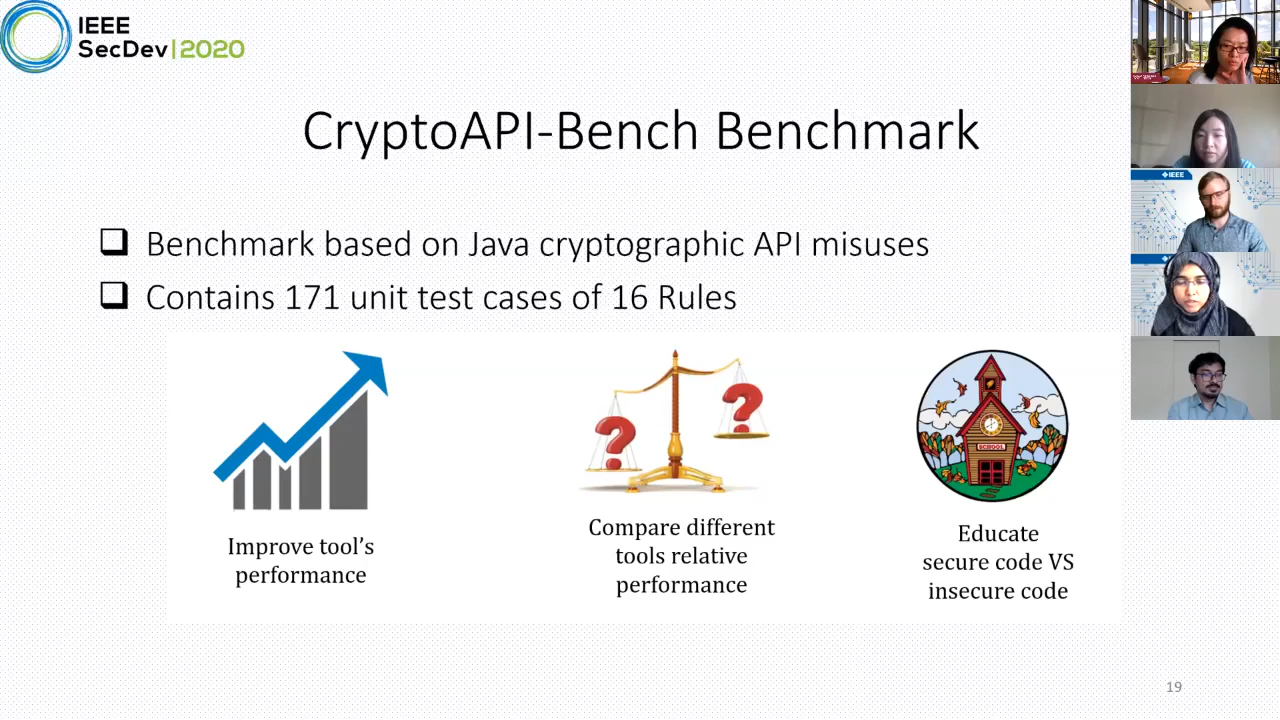 IEEE
SecDev|2020
CryptoAPI-Bench Benchmark
Benchmark based on Java cryptographic API misuses
Contains 171 unit test cases of 16 Rules
SCHOOL
Improve tool's
performance
Compare different
tools relative
performance
Educate
secure code VS
insecure code
19
IEEE